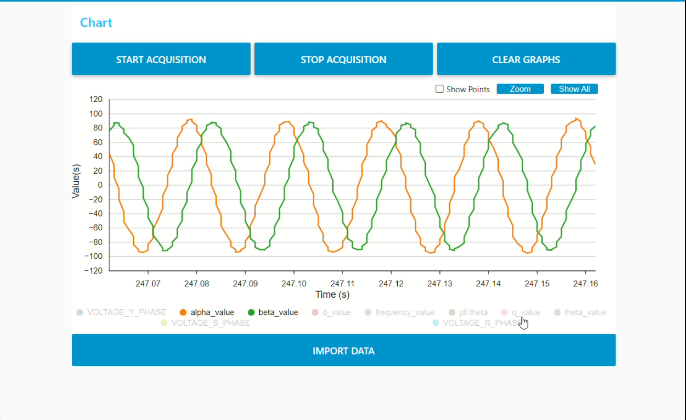 Chart
START ACQUISITION STOP ACQUISITION CLEAR GRAPHS
Show Points Zoom Show All
120
100
80
60
40
20
0
−20
−40
−60
−80
−100
−120
Value(s)
247.07 247.08 247.09 247.10 247.11 247.12 247.13 247.14 247.15 247.16
Time (s)
VOLTAGE_Y_PHASE alpha_value beta_value d_value frequency_value pll theta q_value theta_value
VOLTAGE_B_PHASE VOLTAGE_R_PHASE
IMPORT DATA